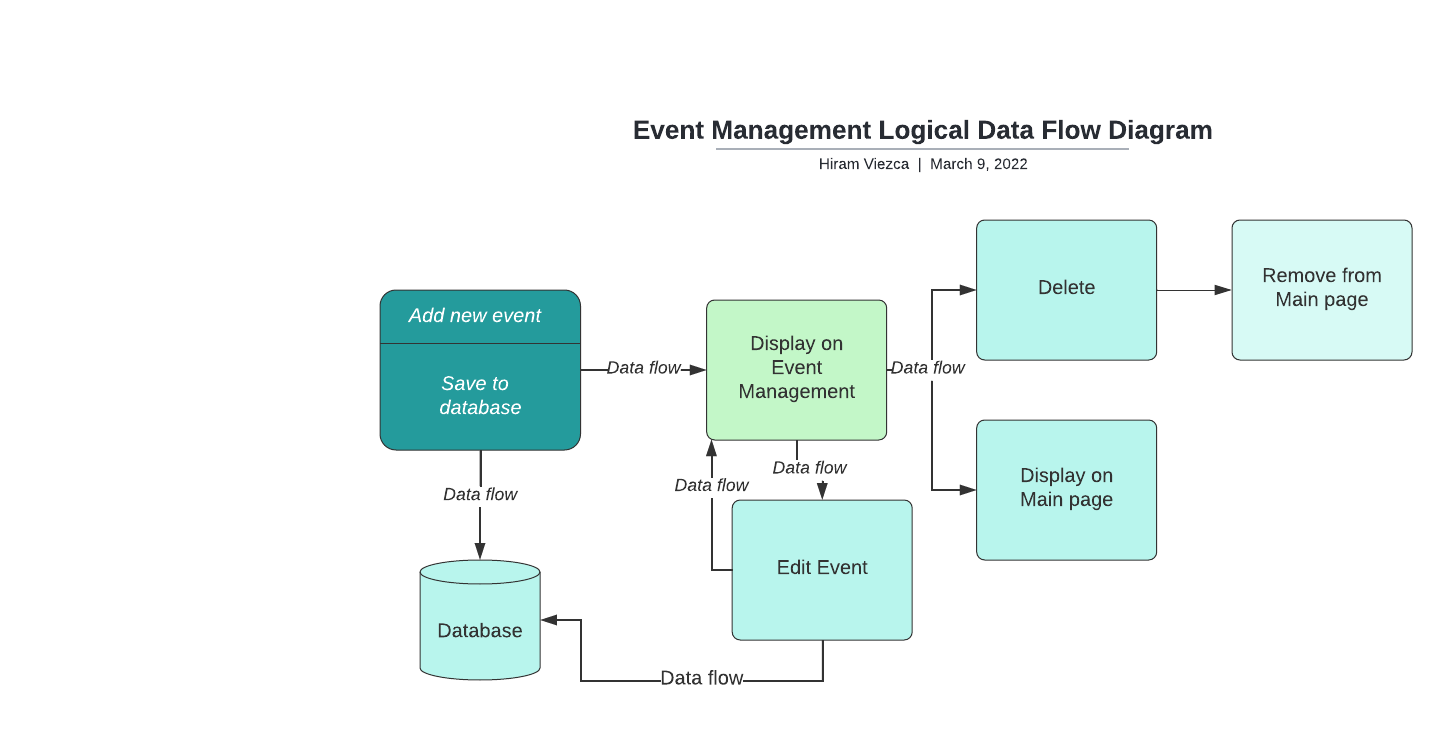 Event Management Logical Data Flow Diagram
Hiram Viezca | March 9, 2022
Add new event
Save to
database
Data flow
Database
Data flow
Display on
Event
Management
Data flow
Data flow
Edit Event
Data flow
Data flow
Delete
Remove from
Main page
Display on
Main page